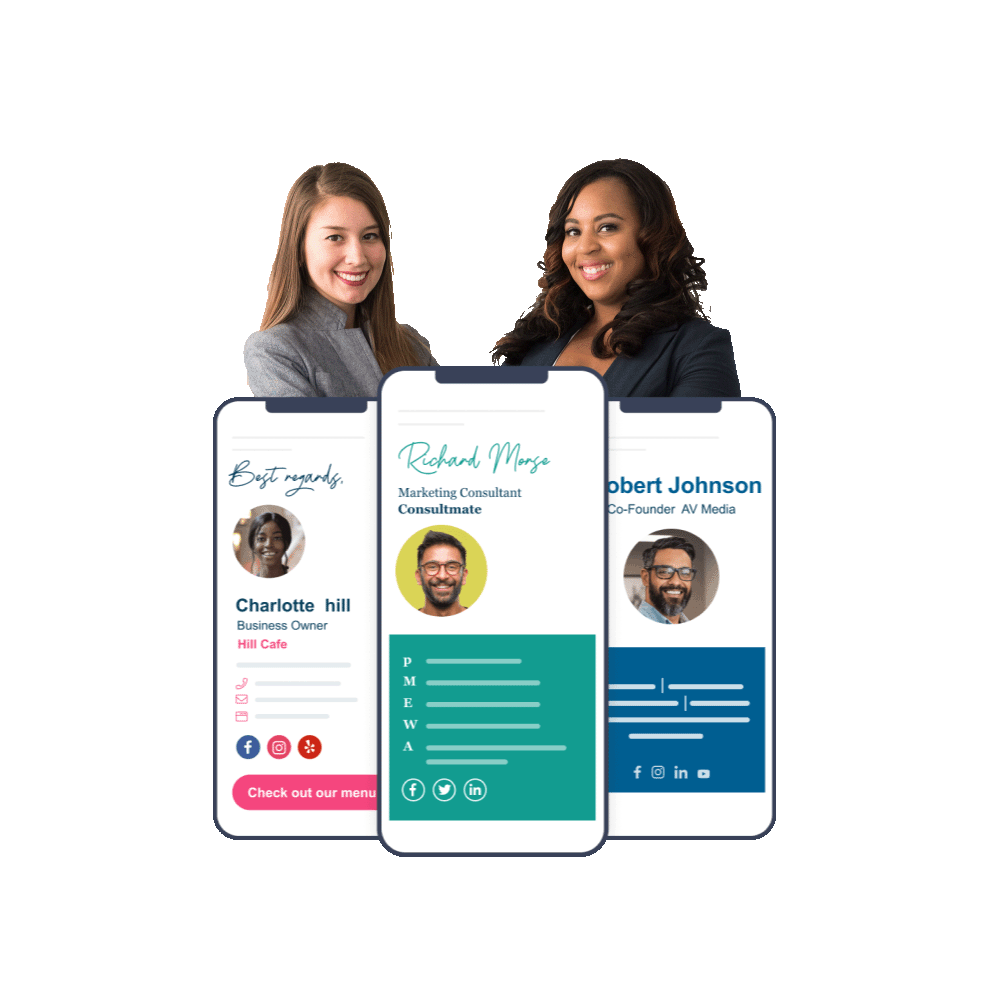 Best regards,
Charlotte hill
Business Owner
Hill Cafe
Check out our menu
Richard Morse
Marketing Consultant
Consultmate
p
M
E
W
A
obert Johnson
Co-Founder AV Media